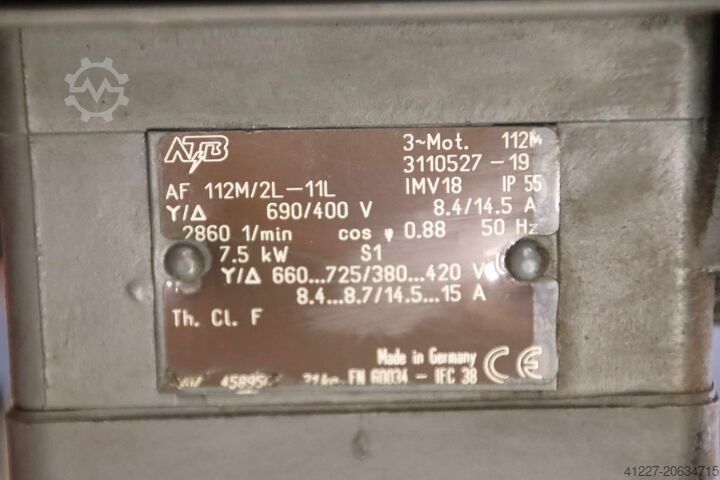 ATB 3~Mot. 112M
3110527-19
AF 112M/2L-11L IMV18 IP 55
Y/Δ 690/400 V 8.4/14.5 A
2860 1/min cos φ 0.88 50 Hz
7.5 kW S1
Y/Δ 660...725/380...420 V
8.4...8.7/14.5...15 A
Th. Cl. F
Made in Germany CE
EN 60034 - IFC 38
41227-20634715